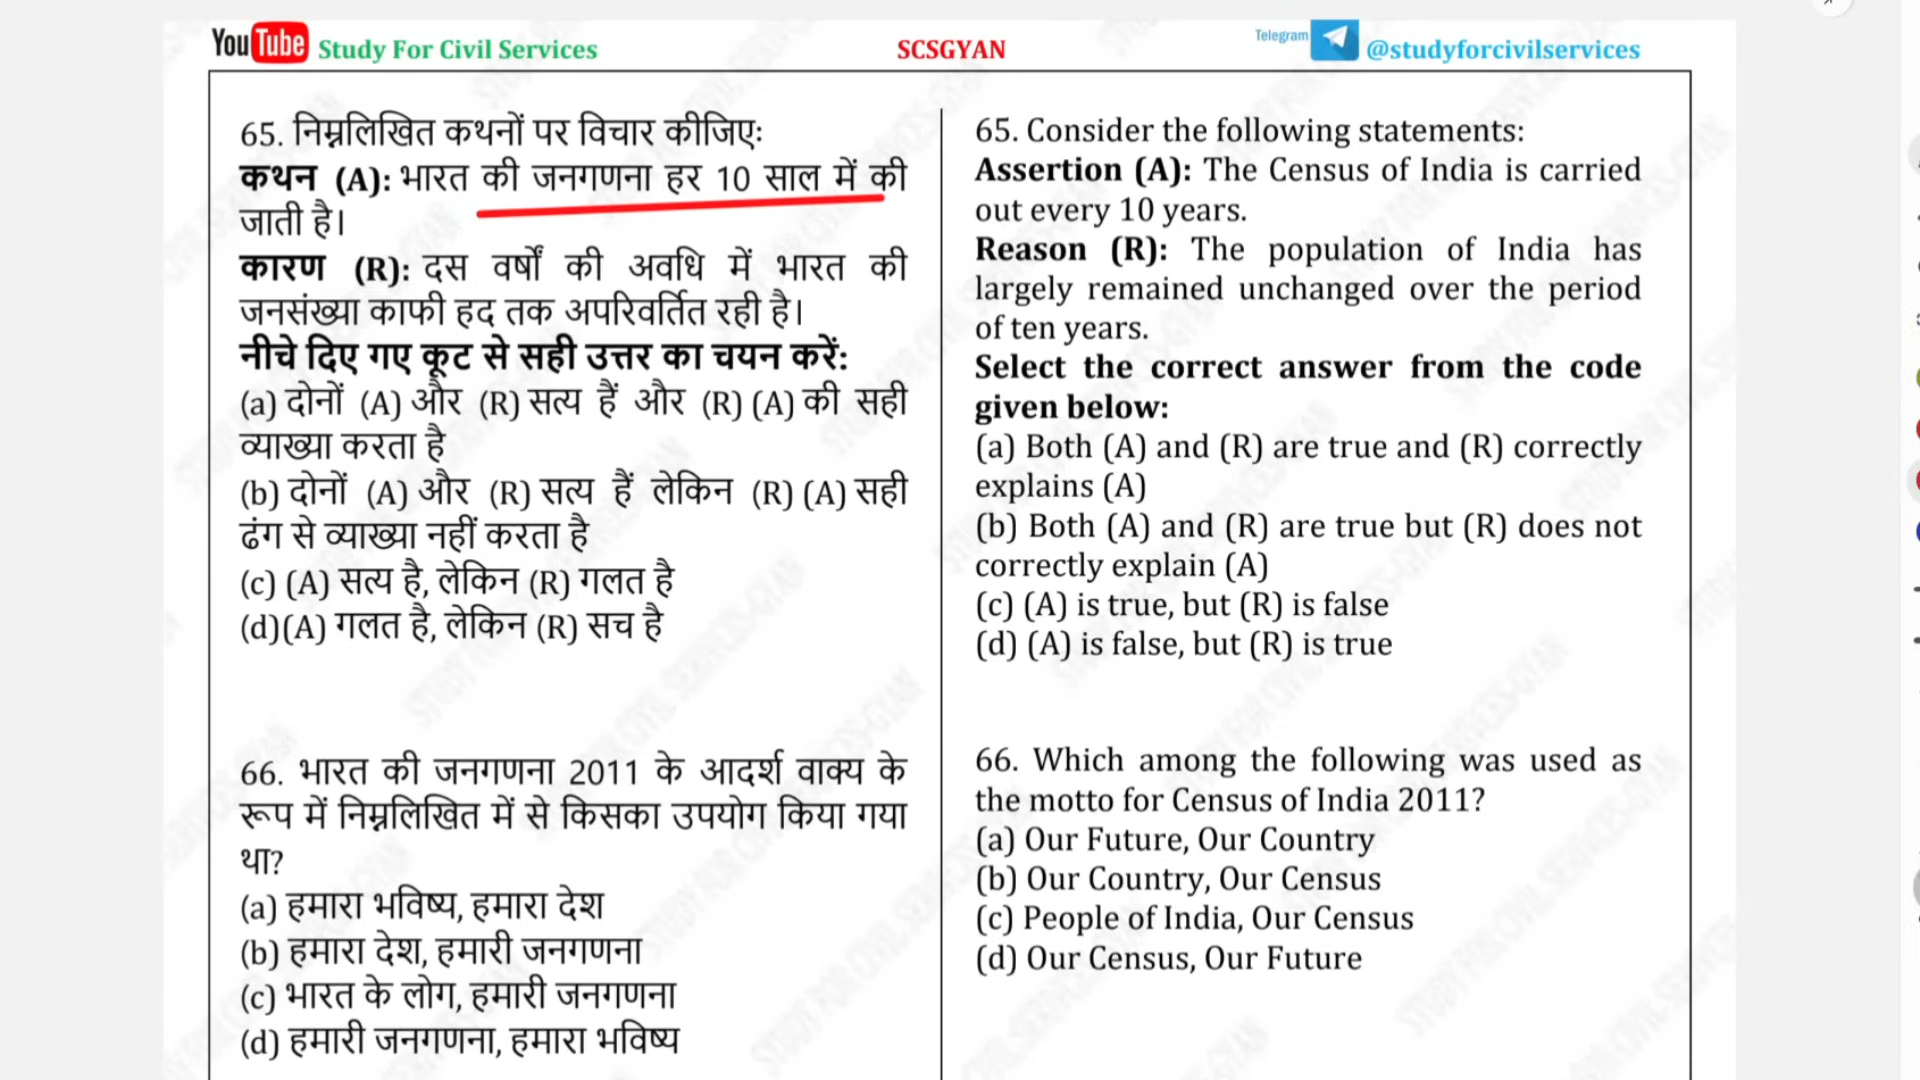 YouTube Study For Civil Services SCSGYAN Telegram @studyforcivilservices
65. निम्नलिखित कथनों पर विचार कीजिएः
कथन (A): भारत की जनगणना हर 10 साल में की
जाती है।
कारण (R): दस वर्षों की अवधि में भारत की
जनसंख्या काफी हद तक अपरिवर्तित रही है।
नीचे दिए गए कूट से सही उत्तर का चयन करें:
(a) दोनों (A) और (R) सत्य हैं और (R) (A) की सही
व्याख्या करता है
(b) दोनों (A) और (R) सत्य हैं लेकिन (R) (A) सही
ढंग से व्याख्या नहीं करता है
(c) (A) सत्य है, लेकिन (R) गलत है
(d)(A) गलत है, लेकिन (R) सच है
66. भारत की जनगणना 2011 के आदर्श वाक्य के
रूप में निम्नलिखित में से किसका उपयोग किया गया
था?
(a) हमारा भविष्य, हमारा देश
(b) हमारा देश, हमारी जनगणना
(c) भारत के लोग, हमारी जनगणना
(d) हमारी जनगणना, हमारा भविष्य
65. Consider the following statements:
Assertion (A): The Census of India is carried
out every 10 years.
Reason (R): The population of India has
largely remained unchanged over the period
of ten years.
Select the correct answer from the code
given below:
(a) Both (A) and (R) are true and (R) correctly
explains (A)
(b) Both (A) and (R) are true but (R) does not
correctly explain (A)
(c) (A) is true, but (R) is false
(d) (A) is false, but (R) is true
66. Which among the following was used as
the motto for Census of India 2011?
(a) Our Future, Our Country
(b) Our Country, Our Census
(c) People of India, Our Census
(d) Our Census, Our Future